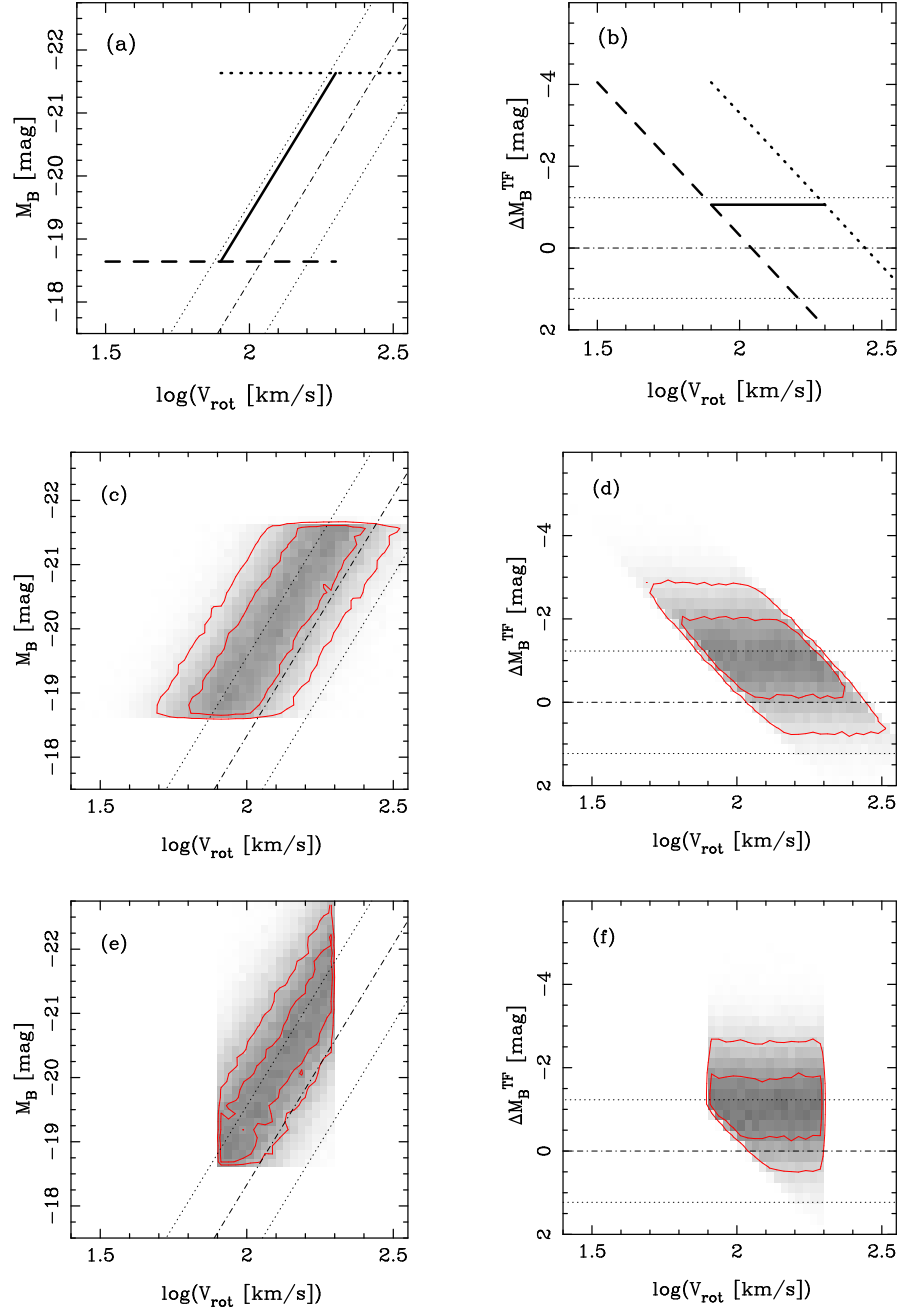 (a)
-22
-21
-20
-19
-18
M_B [mag]
1.5 2 2.5
log(V_rot [km/s])
(b)
-4
-2
0
2
ΔM_B^TF [mag]
1.5 2 2.5
log(V_rot [km/s])
(c)
-22
-21
-20
-19
-18
M_B [mag]
1.5 2 2.5
log(V_rot [km/s])
(d)
-4
-2
0
2
ΔM_B^TF [mag]
1.5 2 2.5
log(V_rot [km/s])
(e)
-22
-21
-20
-19
-18
M_B [mag]
1.5 2 2.5
log(V_rot [km/s])
(f)
-4
-2
0
2
ΔM_B^TF [mag]
1.5 2 2.5
log(V_rot [km/s])